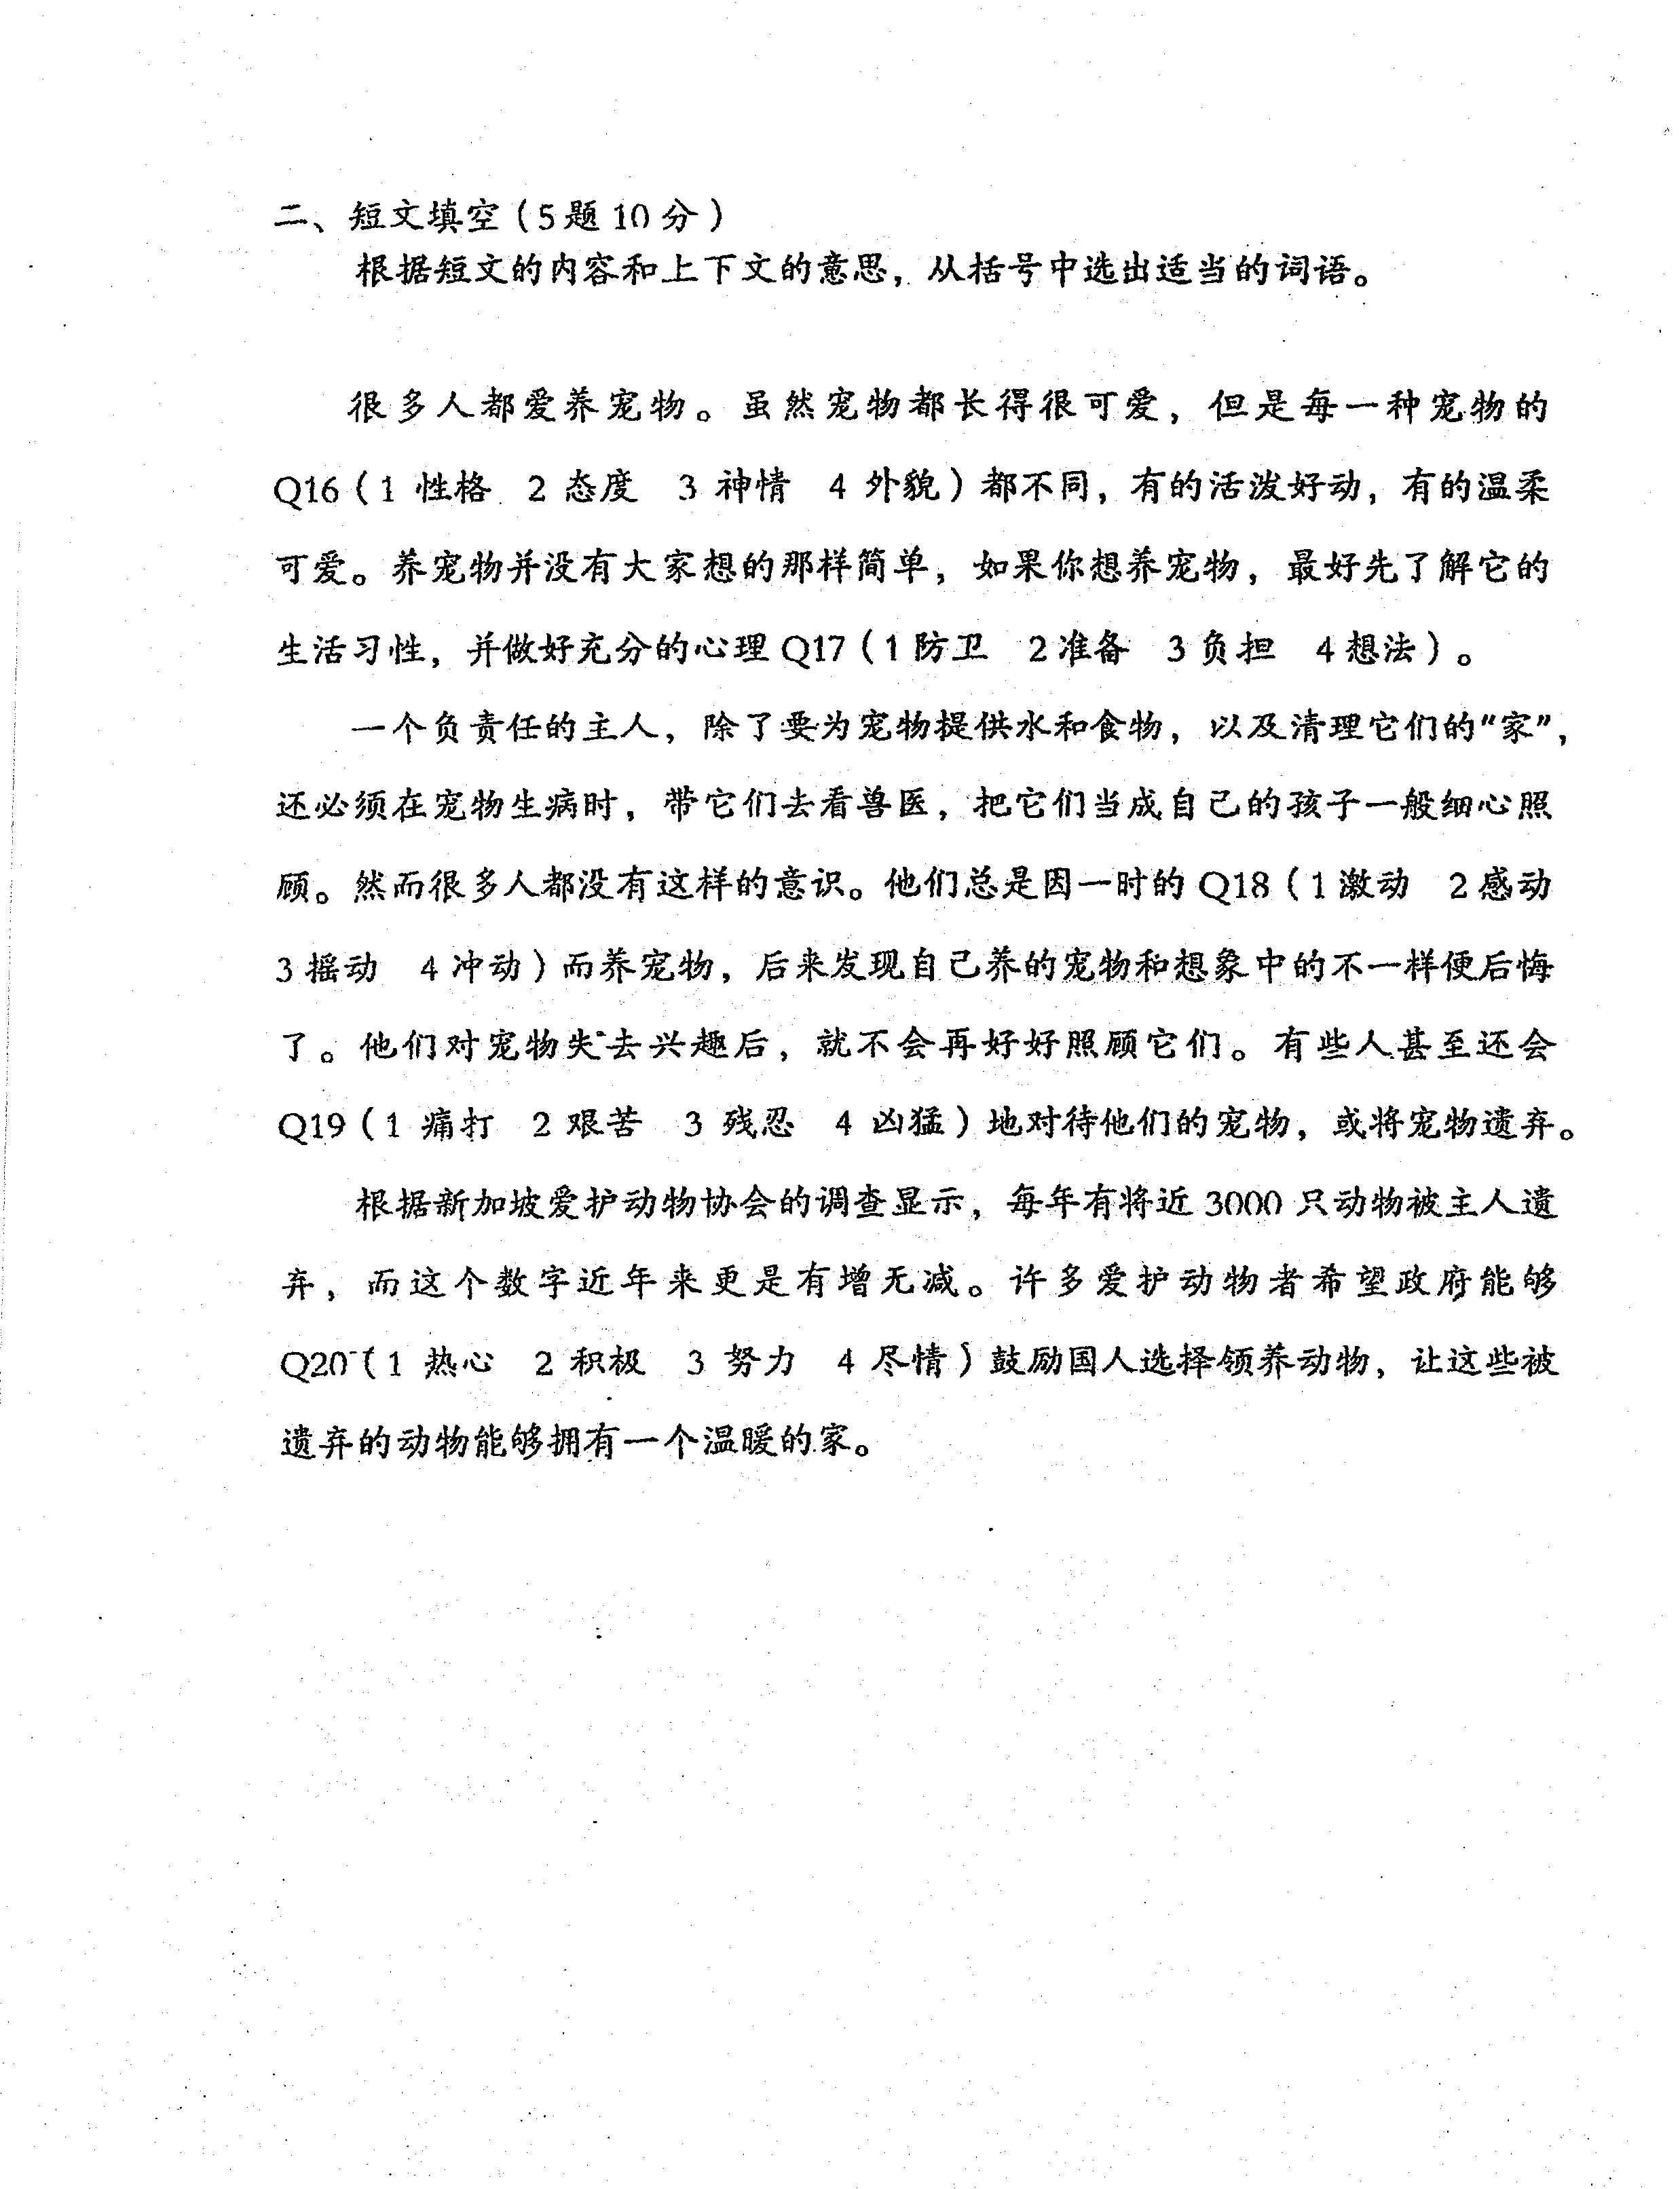 二、短文填空（5题10分）
根据短文的内容和上下文的意思，从括号中选出适当的词语。
很多人都爱养宠物。虽然宠物都长得很可爱，但是每一种宠物的
Q16（1 性格 2 态度 3 神情 4 外貌）都不同，有的活泼好动，有的温柔
可爱。养宠物并没有大家想的那样简单，如果你想养宠物，最好先了解它的
生活习性，并做好充分的心理Q17（1防卫 2准备 3负担 4想法）。
一个负责任的主人，除了要为宠物提供水和食物，以及清理它们的“家”，
还必须在宠物生病时，带它们去看兽医，把它们当成自己的孩子一般细心照
顾。然而很多人都没有这样的意识。他们总是因一时的Q18（1激动 2感动
3摇动 4冲动）而养宠物，后来发现自己养的宠物和想象中的不一样便后悔
了。他们对宠物失去兴趣后，就不会再好好照顾它们。有些人甚至还会
Q19（1 痛打 2 艰苦 3 残忍 4 凶猛）地对待他们的宠物，或将宠物遗弃。
根据新加坡爱护动物协会的调查显示，每年有将近3000只动物被主人遗
弃，而这个数字近年来更是有增无减。许多爱护动物者希望政府能够
Q20（1 热心 2 积极 3 努力 4 尽情）鼓励国人选择领养动物，让这些被
遗弃的动物能够拥有一个温暖的家。